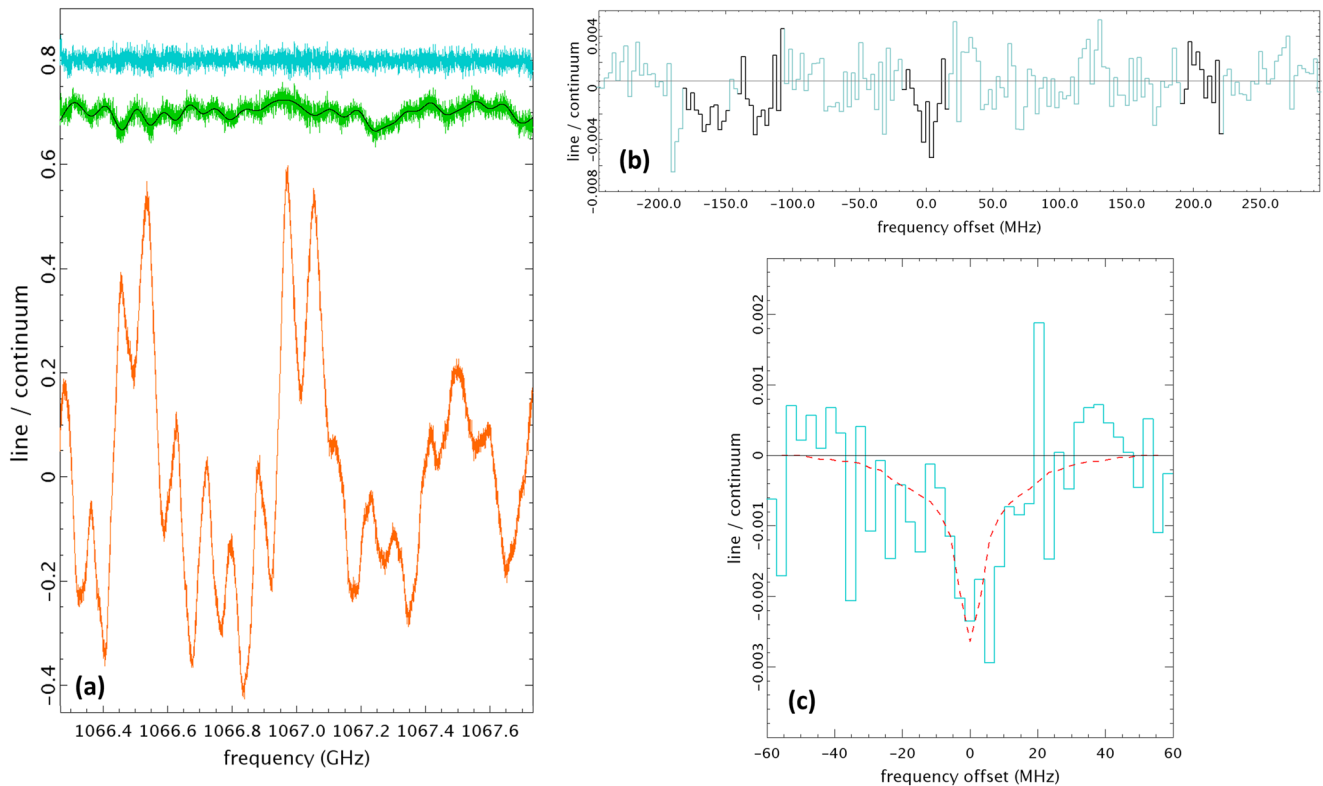 line / continuum
0.8
0.6
0.4
0.2
0
−0.2
−0.4
(a)
1066.4 1066.6 1066.8 1067.0 1067.2 1067.4 1067.6
frequency (GHz)
line / continuum
0.004
0
−0.004
−0.008
(b)
−200.0 −150.0 −100.0 −50.0 0.0 50.0 100.0 150.0 200.0 250.0
frequency offset (MHz)
line / continuum
0.002
0.001
0
−0.001
−0.002
−0.003
(c)
−60 −40 −20 0 20 40 60
frequency offset (MHz)